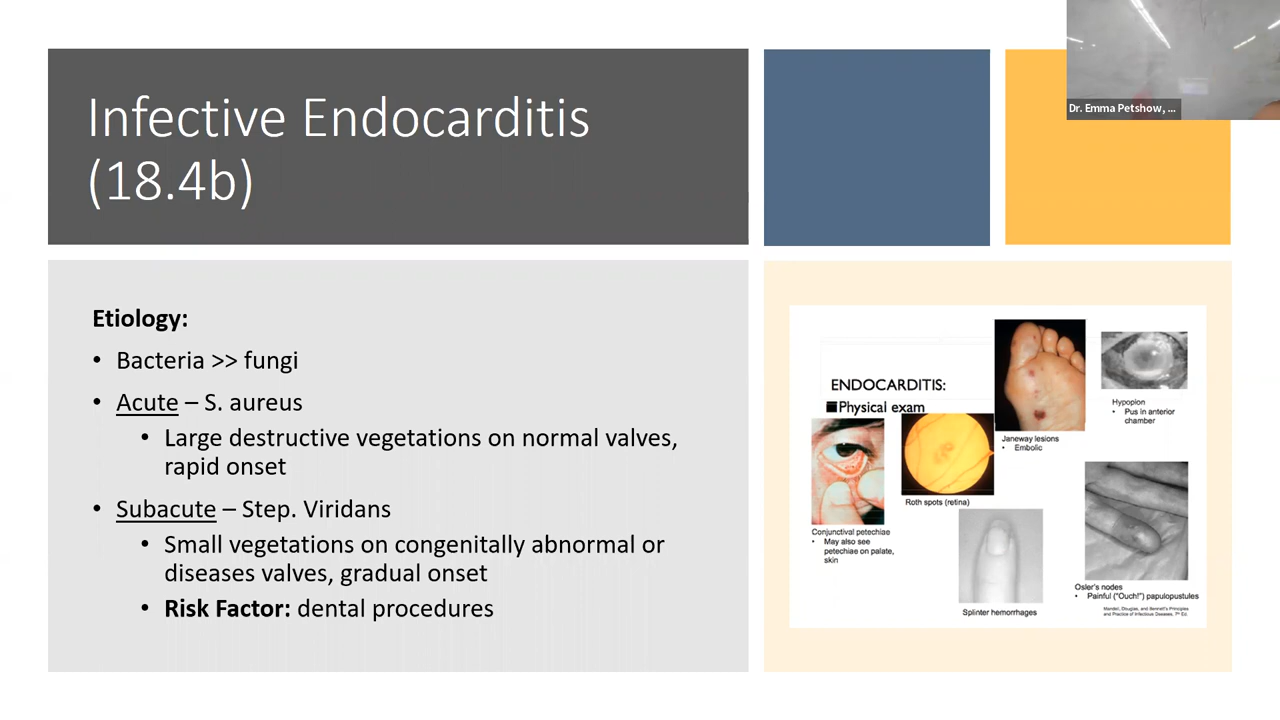 Infective Endocarditis
(18.4b)
Dr. Emma Petshow, ...
Etiology:
• Bacteria >> fungi
• Acute – S. aureus
• Large destructive vegetations on normal valves,
rapid onset
• Subacute – Step. Viridans
• Small vegetations on congenitally abnormal or
diseases valves, gradual onset
• Risk Factor: dental procedures
ENDOCARDITIS:
Physical exam
Conjunctival petechiae
• May also see
petechiae on palate,
skin
Roth spots (retina)
Janeway lesions
• Embolic
Hypopion
• Pus in anterior
chamber
Splinter hemorrhages
Osler's nodes
• Painful ("Ouch!") papulopustules
Mandell, Douglas, and Bennett's Principles
and Practice of Infectious Diseases, 7th Ed.